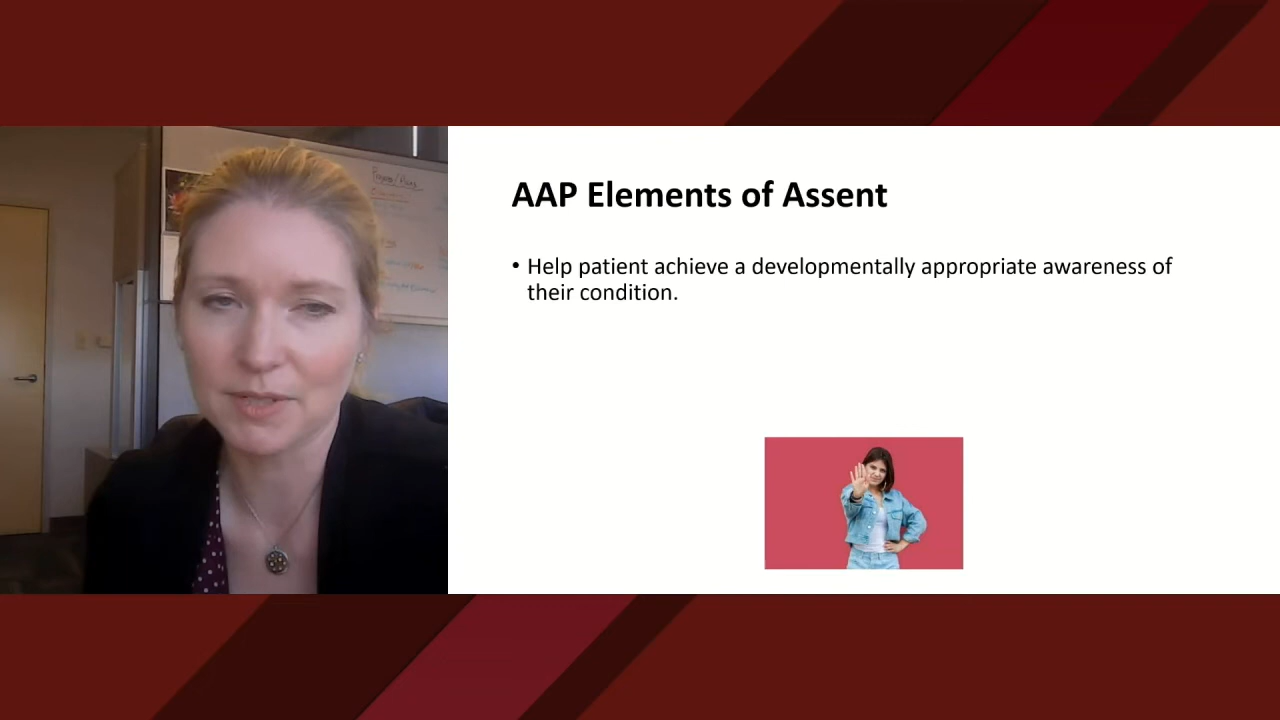 AAP Elements of Assent
• Help patient achieve a developmentally appropriate awareness of
their condition.